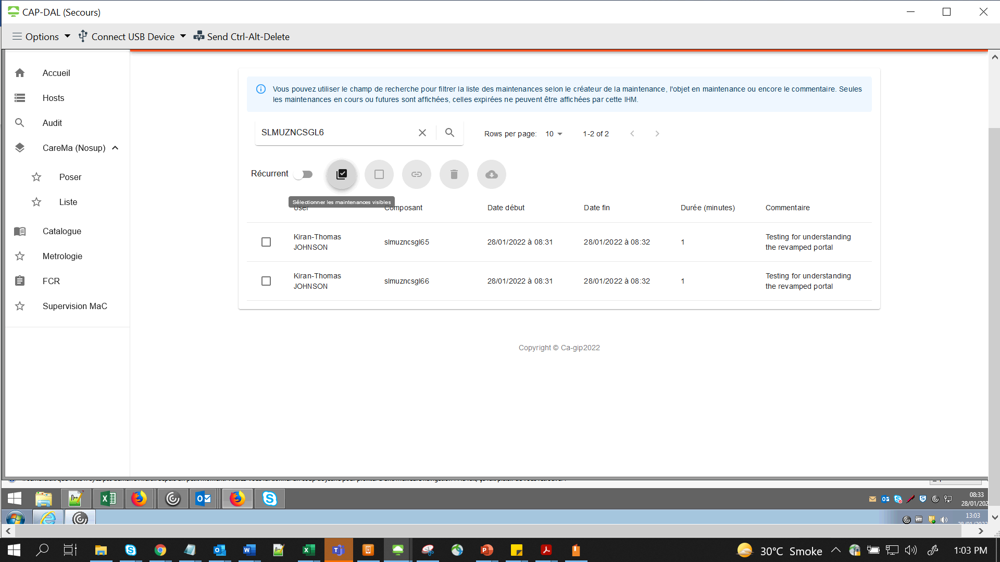 CAP-DAL (Secours)
Options
Connect USB Device
Send Ctrl-Alt-Delete
Accueil
Hosts
Audit
CareMa (Nosup)
Poser
Liste
Catalogue
Metrologie
FCR
Supervision MaC
Vous pouvez utiliser le champ de recherche pour filtrer la liste des maintenances selon le créateur de la maintenance, l'objet en maintenance ou encore le commentaire. Seules
les maintenances en cours ou futures sont affichées, celles expirées ne peuvent être affichées par cette IHM.
SLMUZNCSGL6
Rows per page: 10 1-2 of 2
Récurrent
Sélectionner les maintenances visibles
User Composant Date début Date fin Durée (minutes) Commentaire
Kiran-Thomas
JOHNSON
slmuzncsgl65 28/01/2022 à 08:31 28/01/2022 à 08:32 1
Testing for understanding
the revamped portal
Kiran-Thomas
JOHNSON
slmuzncsgl66 28/01/2022 à 08:31 28/01/2022 à 08:32 1
Testing for understanding
the revamped portal
Copyright © Ca-gip2022
08:33
28/01/202
13:03
30°C Smoke
1:03 PM